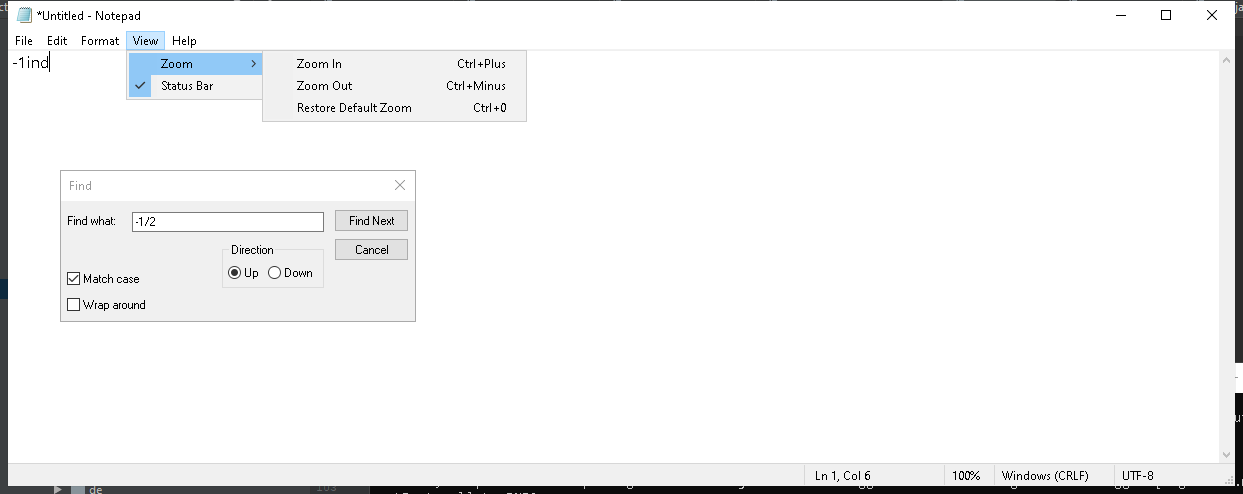 *Untitled - Notepad
File Edit Format View Help
-1ind
Zoom
Status Bar
Zoom In Ctrl+Plus
Zoom Out Ctrl+Minus
Restore Default Zoom Ctrl+0
Find
Find what: -1/2 Find Next
Cancel
Direction
Up Down
Match case
Wrap around
Ln 1, Col 6 100% Windows (CRLF) UTF-8
de